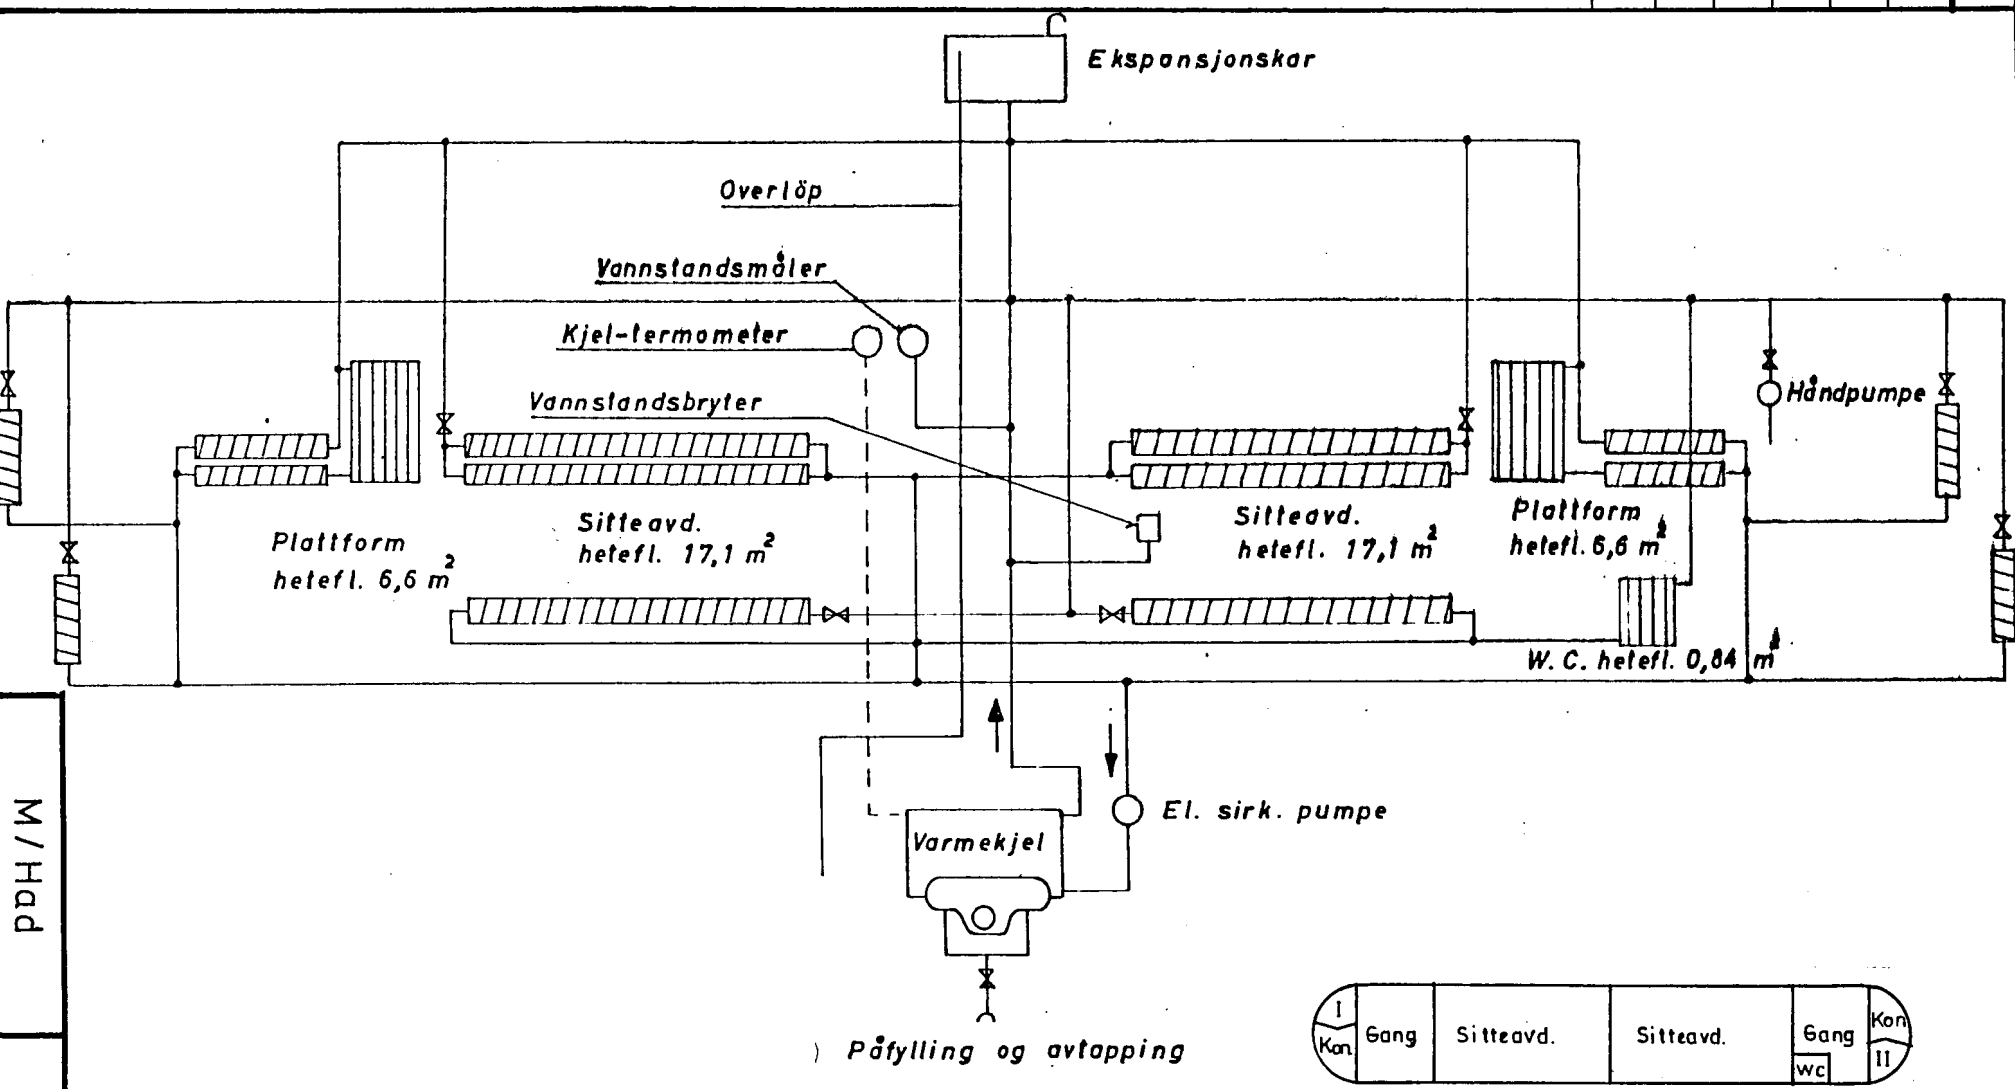 Ekspansjonskar
Overlöp
Vannstandsmåler
Kjel-termometer
Vannstandsbryter
Håndpumpe
Plattform
hetefl. 6,6 m²
Sitteavd.
hetefl. 17,1 m²
Sitteavd.
hetefl. 17,1 m²
Plattform
hetefl. 6,6 m²
W. C. hetefl. 0,84 m²
El. sirk. pumpe
Varmekjel
Påfylling og avtapping
M/Had
I
Kon
Gang
Sitteavd.
Sitteavd.
Gang
WC
Kon
II